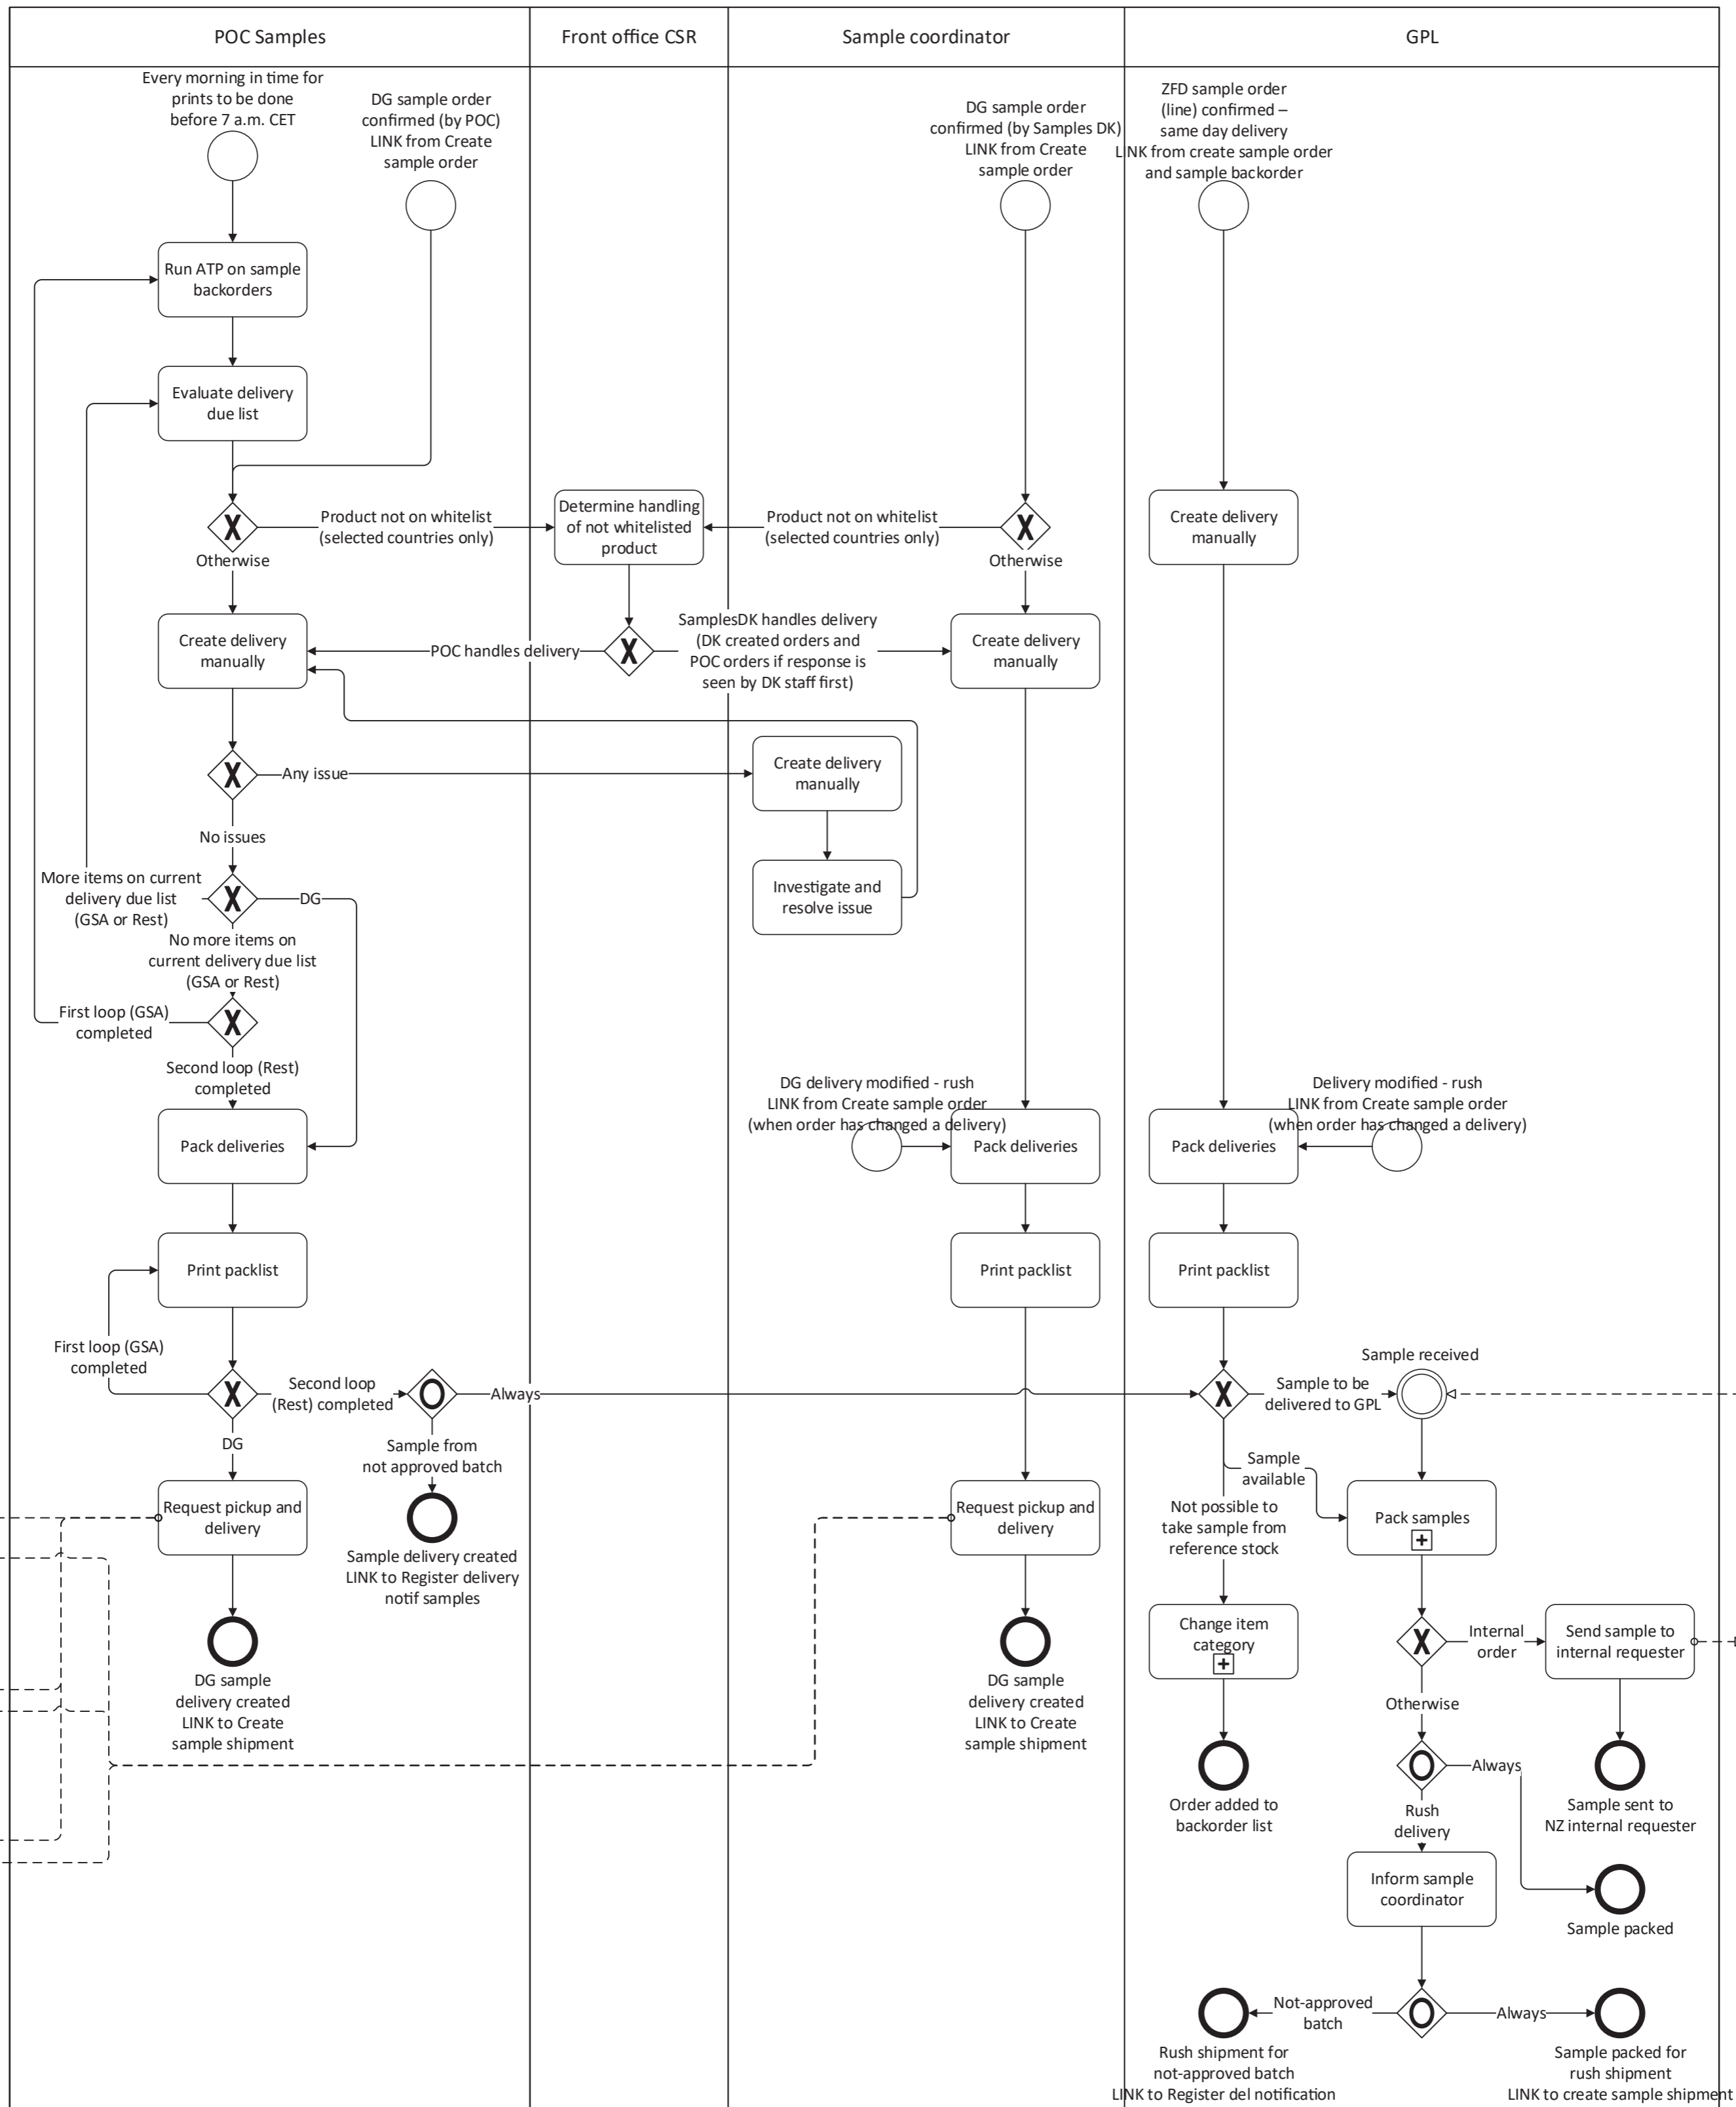 POC Samples
Front office CSR
Sample coordinator
GPL
Every morning in time for
prints to be done
before 7 a.m. CET
DG sample order
confirmed (by POC)
LINK from Create
sample order
DG sample order
confirmed (by Samples DK)
LINK from Create
sample order
ZFD sample order
(line) confirmed –
same day delivery
LINK from create sample order
and sample backorder
Run ATP on sample
backorders
Evaluate delivery
due list
Product not on whitelist
(selected countries only)
Otherwise
Determine handling
of not whitelisted
product
Product not on whitelist
(selected countries only)
Otherwise
Create delivery
manually
Create delivery
manually
POC handles delivery
SamplesDK handles delivery
(DK created orders and
POC orders if response is
seen by DK staff first)
Create delivery
manually
Any issue
Create delivery
manually
No issues
Investigate and
resolve issue
More items on current
delivery due list
(GSA or Rest)
DG
No more items on
current delivery due list
(GSA or Rest)
First loop (GSA)
completed
Second loop (Rest)
completed
Pack deliveries
DG delivery modified - rush
LINK from Create sample order
(when order has changed a delivery)
Pack deliveries
Pack deliveries
Delivery modified - rush
LINK from Create sample order
(when order has changed a delivery)
Print packlist
Print packlist
Print packlist
First loop (GSA)
completed
Second loop
(Rest) completed
Always
Sample to be
delivered to GPL
Sample received
DG
Sample from
not approved batch
Sample
available
Not possible to
take sample from
reference stock
Request pickup and
delivery
Request pickup and
delivery
Pack samples
Sample delivery created
LINK to Register delivery
notif samples
Change item
category
Internal
order
Send sample to
internal requester
DG sample
delivery created
LINK to Create
sample shipment
DG sample
delivery created
LINK to Create
sample shipment
Otherwise
Always
Order added to
backorder list
Rush
delivery
Sample sent to
NZ internal requester
Inform sample
coordinator
Sample packed
Not-approved
batch
Always
Rush shipment for
not-approved batch
LINK to Register del notification
Sample packed for
rush shipment
LINK to create sample shipment